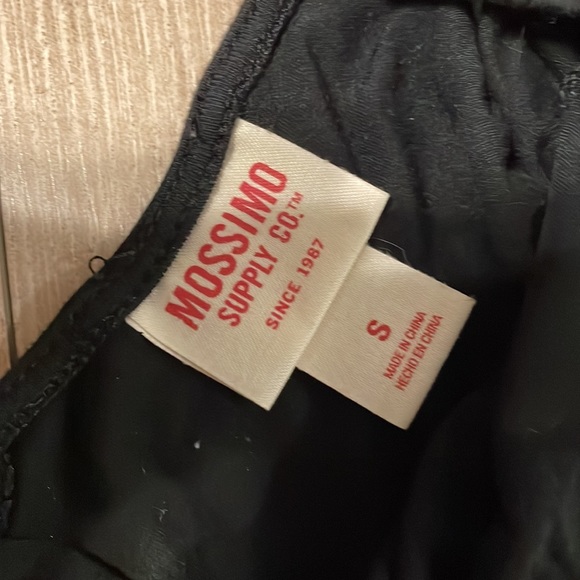 MOSSIMO
SUPPLY CO.™
SINCE 1987
S
MADE IN CHINA
HECHO EN CHINA